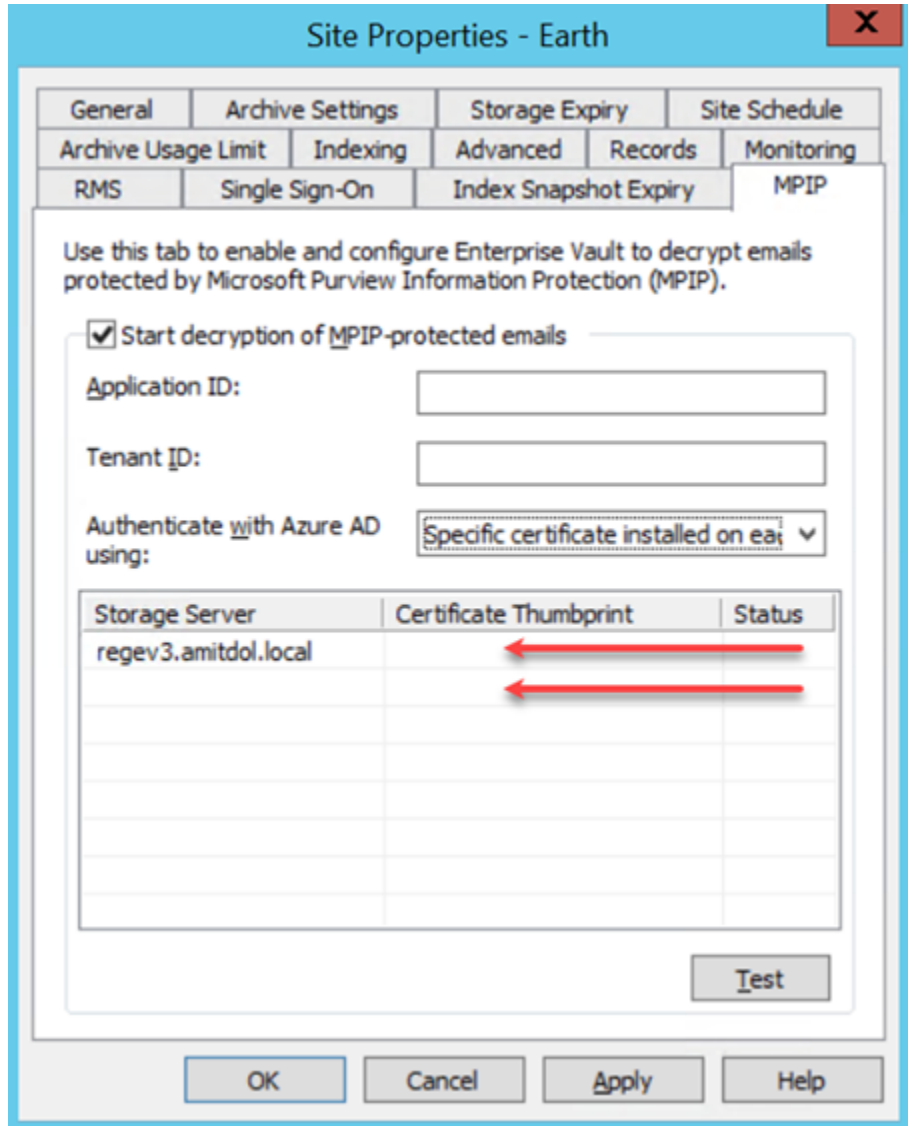 Site Properties - Earth
X
General Archive Settings Storage Expiry Site Schedule
Archive Usage Limit Indexing Advanced Records Monitoring
RMS Single Sign-On Index Snapshot Expiry MPIP
Use this tab to enable and configure Enterprise Vault to decrypt emails
protected by Microsoft Purview Information Protection (MPIP).
Start decryption of MPIP-protected emails
Application ID:
Tenant ID:
Authenticate with Azure AD
using:
Specific certificate installed on eac
Storage Server Certificate Thumbprint Status
regev3.amitdol.local
Test
OK Cancel Apply Help